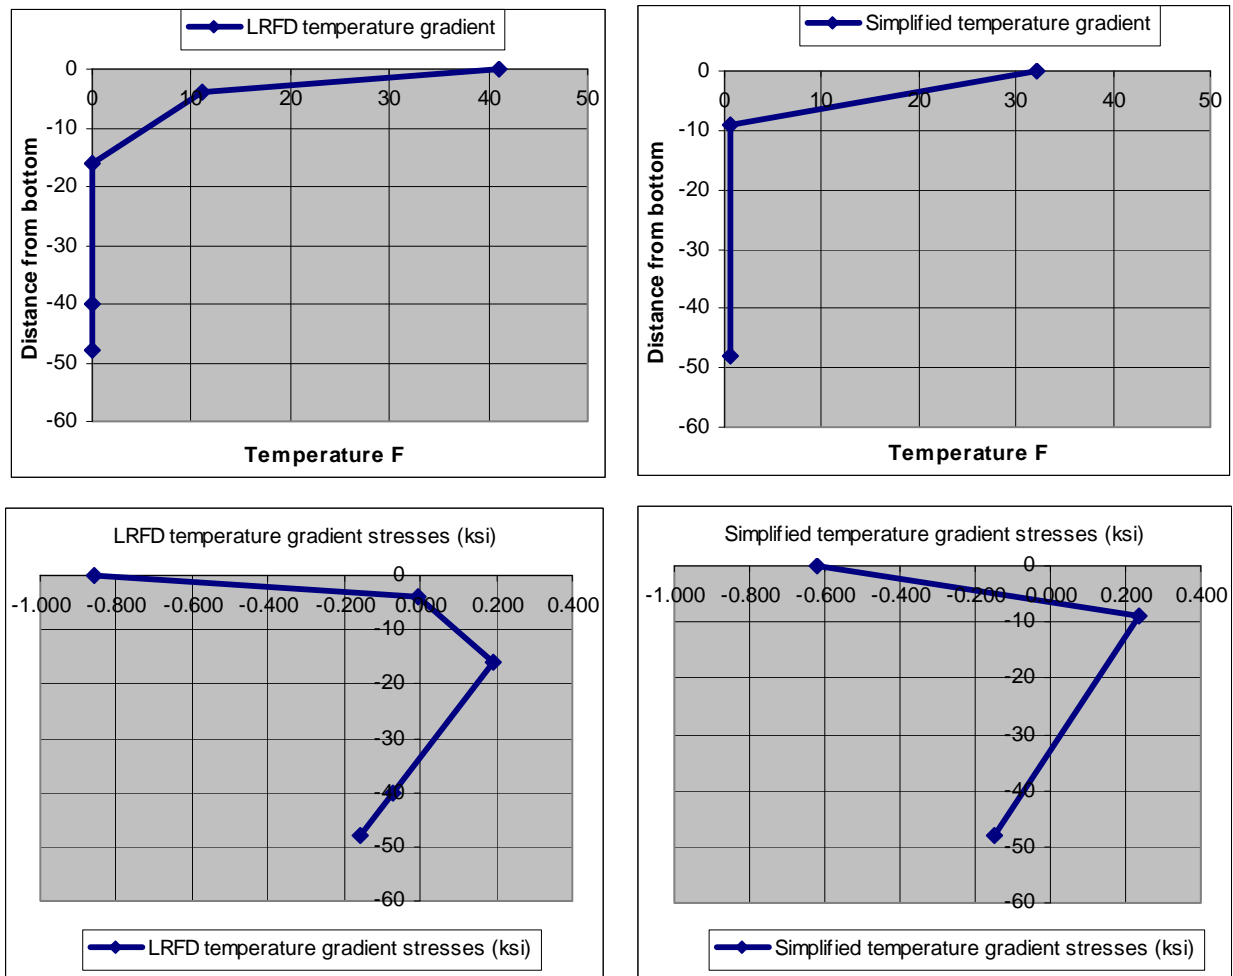 LRFD temperature gradient
0
0 10 20 30 40 50
-10
-20
-30
-40
-50
-60
Distance from bottom
Temperature F
Simplified temperature gradient
0
0 10 20 30 40 50
-10
-20
-30
-40
-50
-60
Distance from bottom
Temperature F
LRFD temperature gradient stresses (ksi)
0
-1.000 -0.800 -0.600 -0.400 -0.200 0.000 0.200 0.400
-10
-20
-30
-40
-50
-60
LRFD temperature gradient stresses (ksi)
Simplified temperature gradient stresses (ksi)
0
-1.000 -0.800 -0.600 -0.400 -0.200 0.000 0.200 0.400
-10
-20
-30
-40
-50
-60
Simplified temperature gradient stresses (ksi)